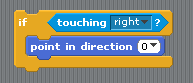 if touching right ?
point in direction 0